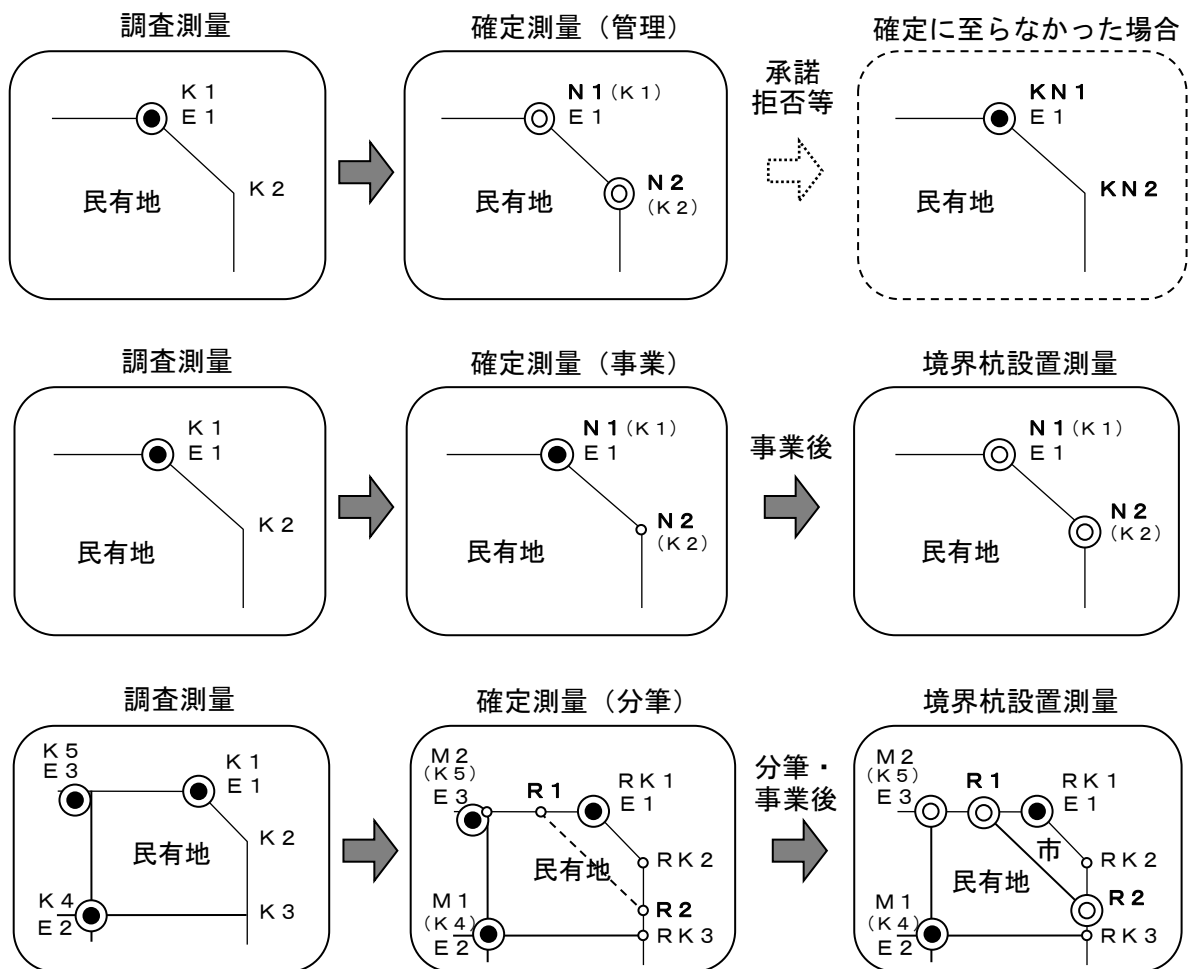 調査測量
K1
E1
K2
民有地
確定測量（管理）
N1(K1)
E1
N2
(K2)
民有地
承諾
拒否等
確定に至らなかった場合
KN1
E1
KN2
民有地
調査測量
K1
E1
K2
民有地
確定測量（事業）
N1(K1)
E1
N2
(K2)
民有地
事業後
境界杭設置測量
N1(K1)
E1
N2
(K2)
民有地
調査測量
K5
E3
K1
E1
K2
民有地
K4
E2
K3
確定測量（分筆）
M2
(K5)
E3
R1
RK1
E1
RK2
民有地
M1
(K4)
E2
R2
RK3
分筆・
事業後
境界杭設置測量
M2
(K5)
E3
R1
RK1
E1
市
RK2
民有地
M1
(K4)
E2
R2
RK3